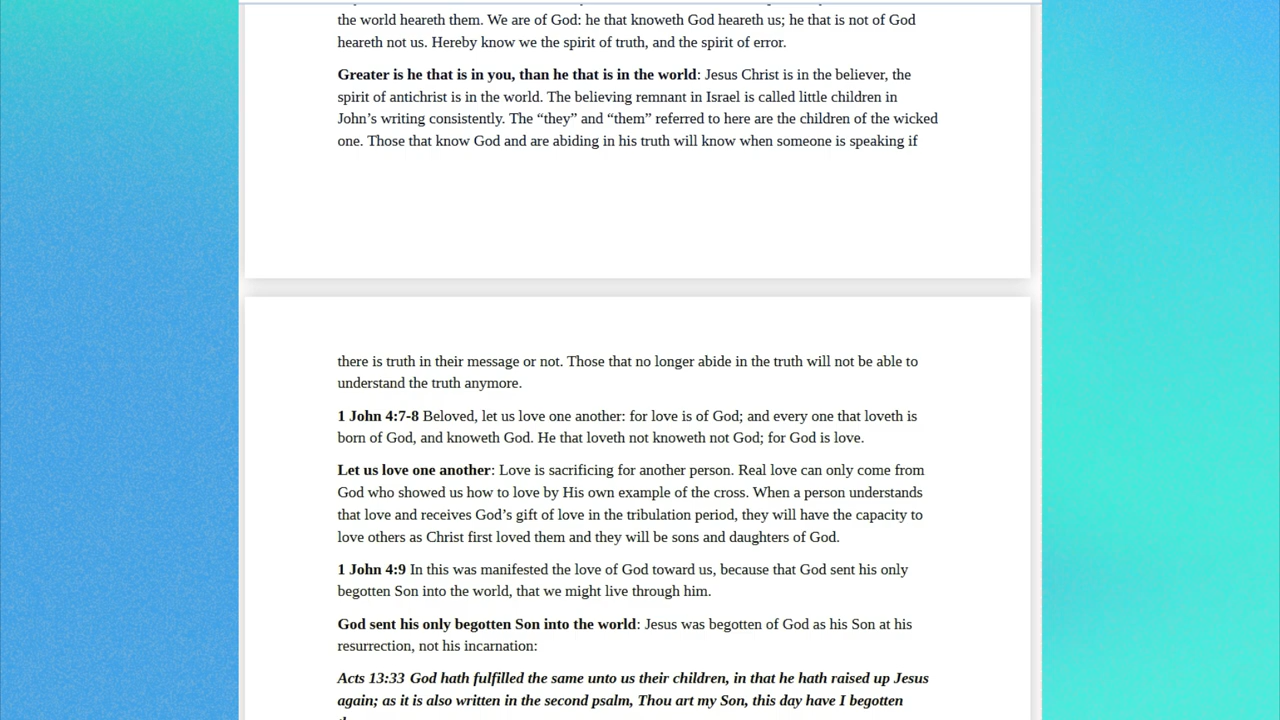 the world heareth them. We are of God: he that knoweth God heareth us; he that is not of God
heareth not us. Hereby know we the spirit of truth, and the spirit of error.
Greater is he that is in you, than he that is in the world: Jesus Christ is in the believer, the
spirit of antichrist is in the world. The believing remnant in Israel is called little children in
John’s writing consistently. The “they” and “them” referred to here are the children of the wicked
one. Those that know God and are abiding in his truth will know when someone is speaking if
there is truth in their message or not. Those that no longer abide in the truth will not be able to
understand the truth anymore.
1 John 4:7-8 Beloved, let us love one another: for love is of God; and every one that loveth is
born of God, and knoweth God. He that loveth not knoweth not God; for God is love.
Let us love one another: Love is sacrificing for another person. Real love can only come from
God who showed us how to love by His own example of the cross. When a person understands
that love and receives God’s gift of love in the tribulation period, they will have the capacity to
love others as Christ first loved them and they will be sons and daughters of God.
1 John 4:9 In this was manifested the love of God toward us, because that God sent his only
begotten Son into the world, that we might live through him.
God sent his only begotten Son into the world: Jesus was begotten of God as his Son at his
resurrection, not his incarnation:
Acts 13:33 God hath fulfilled the same unto us their children, in that he hath raised up Jesus
again; as it is also written in the second psalm, Thou art my Son, this day have I begotten